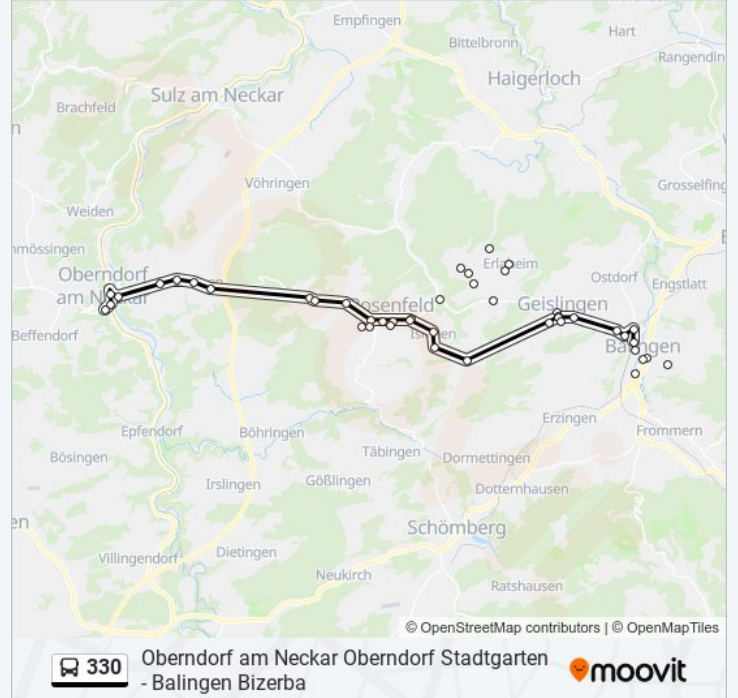 Empfingen
Hart
Bittelbronn
Rangendin
Haigerloch
Sulz am Neckar
Brachfeld
n
Vöhringen
Grosselfing
Weiden
hmössingen
Erlaheim
Oberndorf
am Neckar
Ostdorf
Engstlatt
Rosenfeld
Geislingen
Beffendorf
Isingen
Balingen
Erzingen
Epfendorf
Böhringen
Frommern
Täbingen
Dormettingen
Bösingen
Irslingen
Gößlingen
Dotternhausen
en
Schömberg
Villingendorf
Dietingen
Neukirch
Ratshausen
© OpenStreetMap contributors | © OpenMapTiles
330
Oberndorf am Neckar Oberndorf Stadtgarten
- Balingen Bizerba
moovit